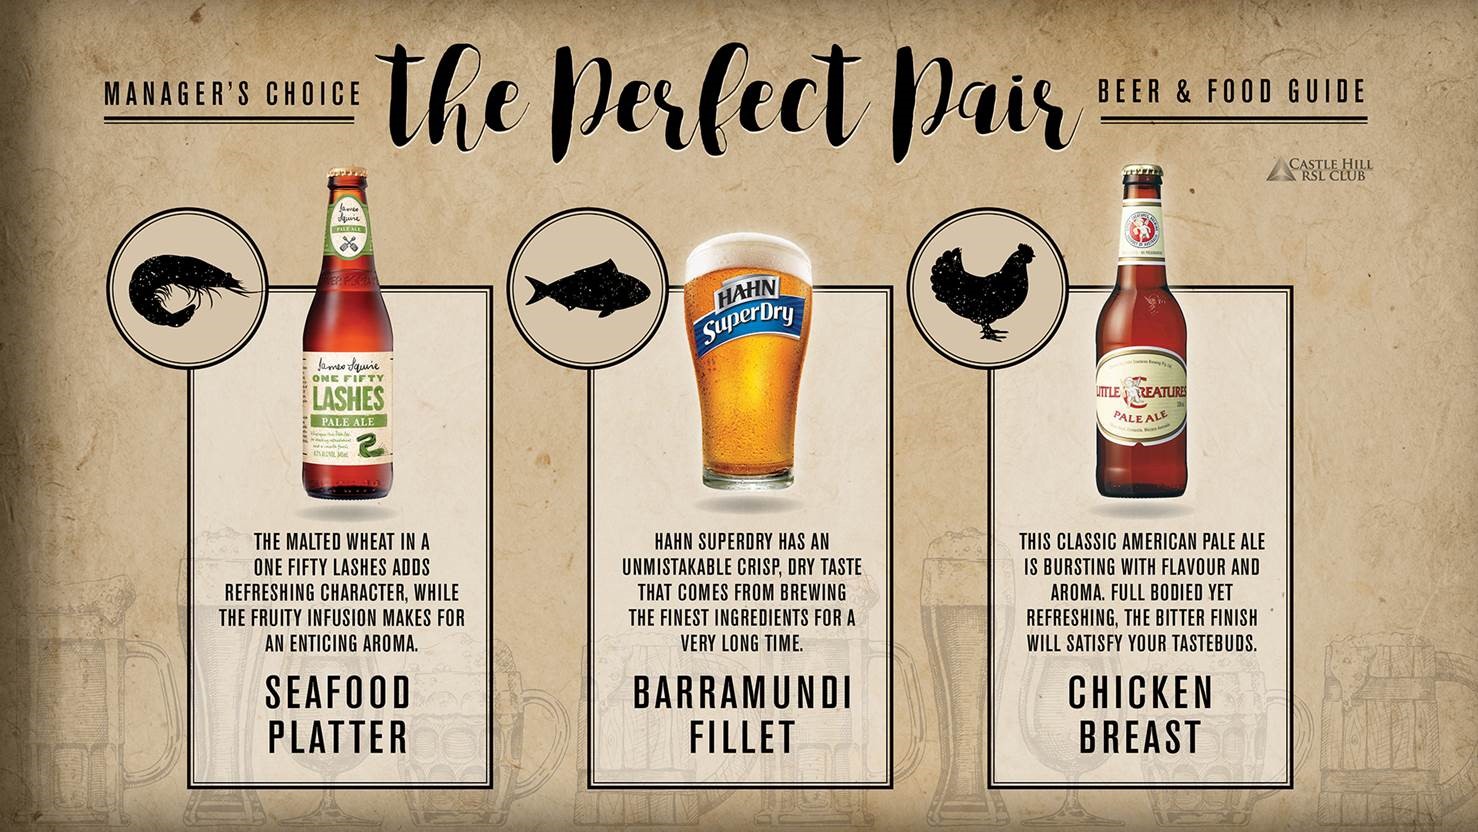 MANAGER'S CHOICE
the Perfect Pair
BEER & FOOD GUIDE
CASTLE HILL
RSL CLUB
James
Squire
PALE ALE
James Squire
ONE FIFTY
LASHES
PALE ALE
THE MALTED WHEAT IN A
ONE FIFTY LASHES ADDS
REFRESHING CHARACTER, WHILE
THE FRUITY INFUSION MAKES FOR
AN ENTICING AROMA.
SEAFOOD
PLATTER
HAHN
SuperDry
HAHN SUPERDRY HAS AN
UNMISTAKABLE CRISP, DRY TASTE
THAT COMES FROM BREWING
THE FINEST INGREDIENTS FOR A
VERY LONG TIME.
BARRAMUNDI
FILLET
LITTLE CREATURES
PALE ALE
THIS CLASSIC AMERICAN PALE ALE
IS BURSTING WITH FLAVOUR AND
AROMA. FULL BODIED YET
REFRESHING, THE BITTER FINISH
WILL SATISFY YOUR TASTEBUDS.
CHICKEN
BREAST